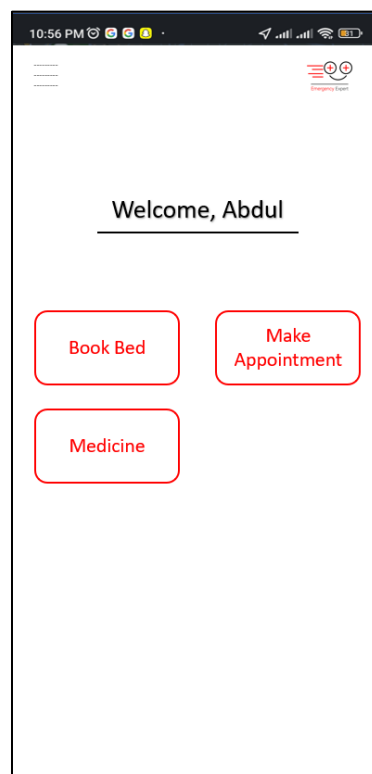 10:56 PM
Emergency Expert
Welcome, Abdul
Book Bed
Make
Appointment
Medicine